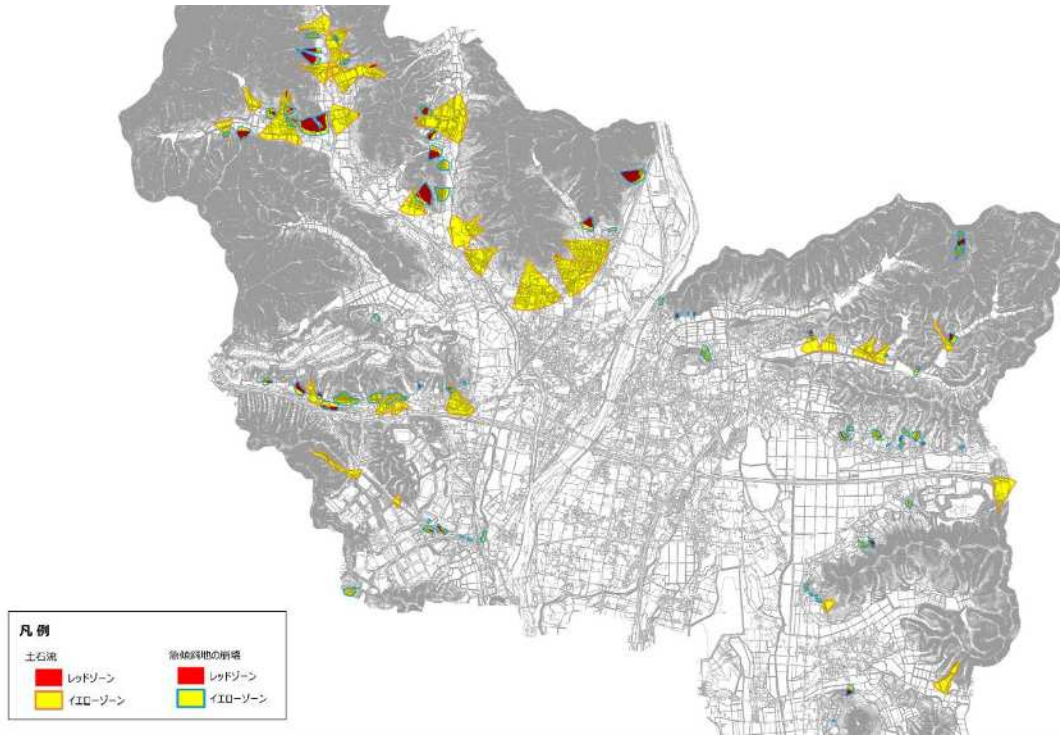 凡例
土石流
レッドゾーン
イエローゾーン
急傾斜地の崩壊
レッドゾーン
イエローゾーン